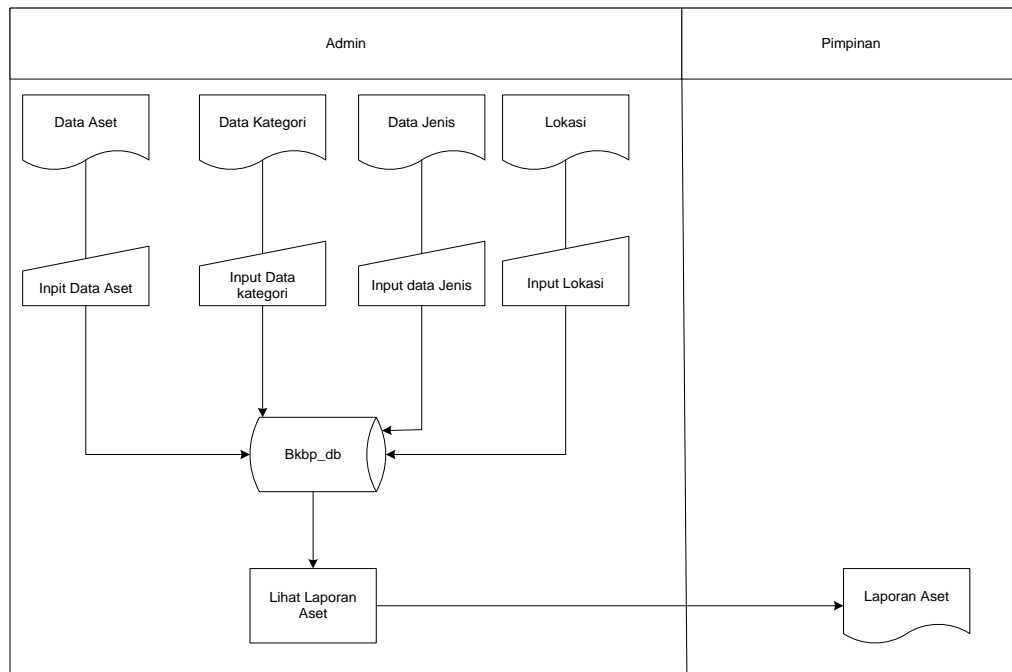 Admin
Pimpinan
Data Aset
Data Kategori
Data Jenis
Lokasi
Inpit Data Aset
Input Data
kategori
Input data Jenis
Input Lokasi
Bkbp_db
Lihat Laporan
Aset
Laporan Aset